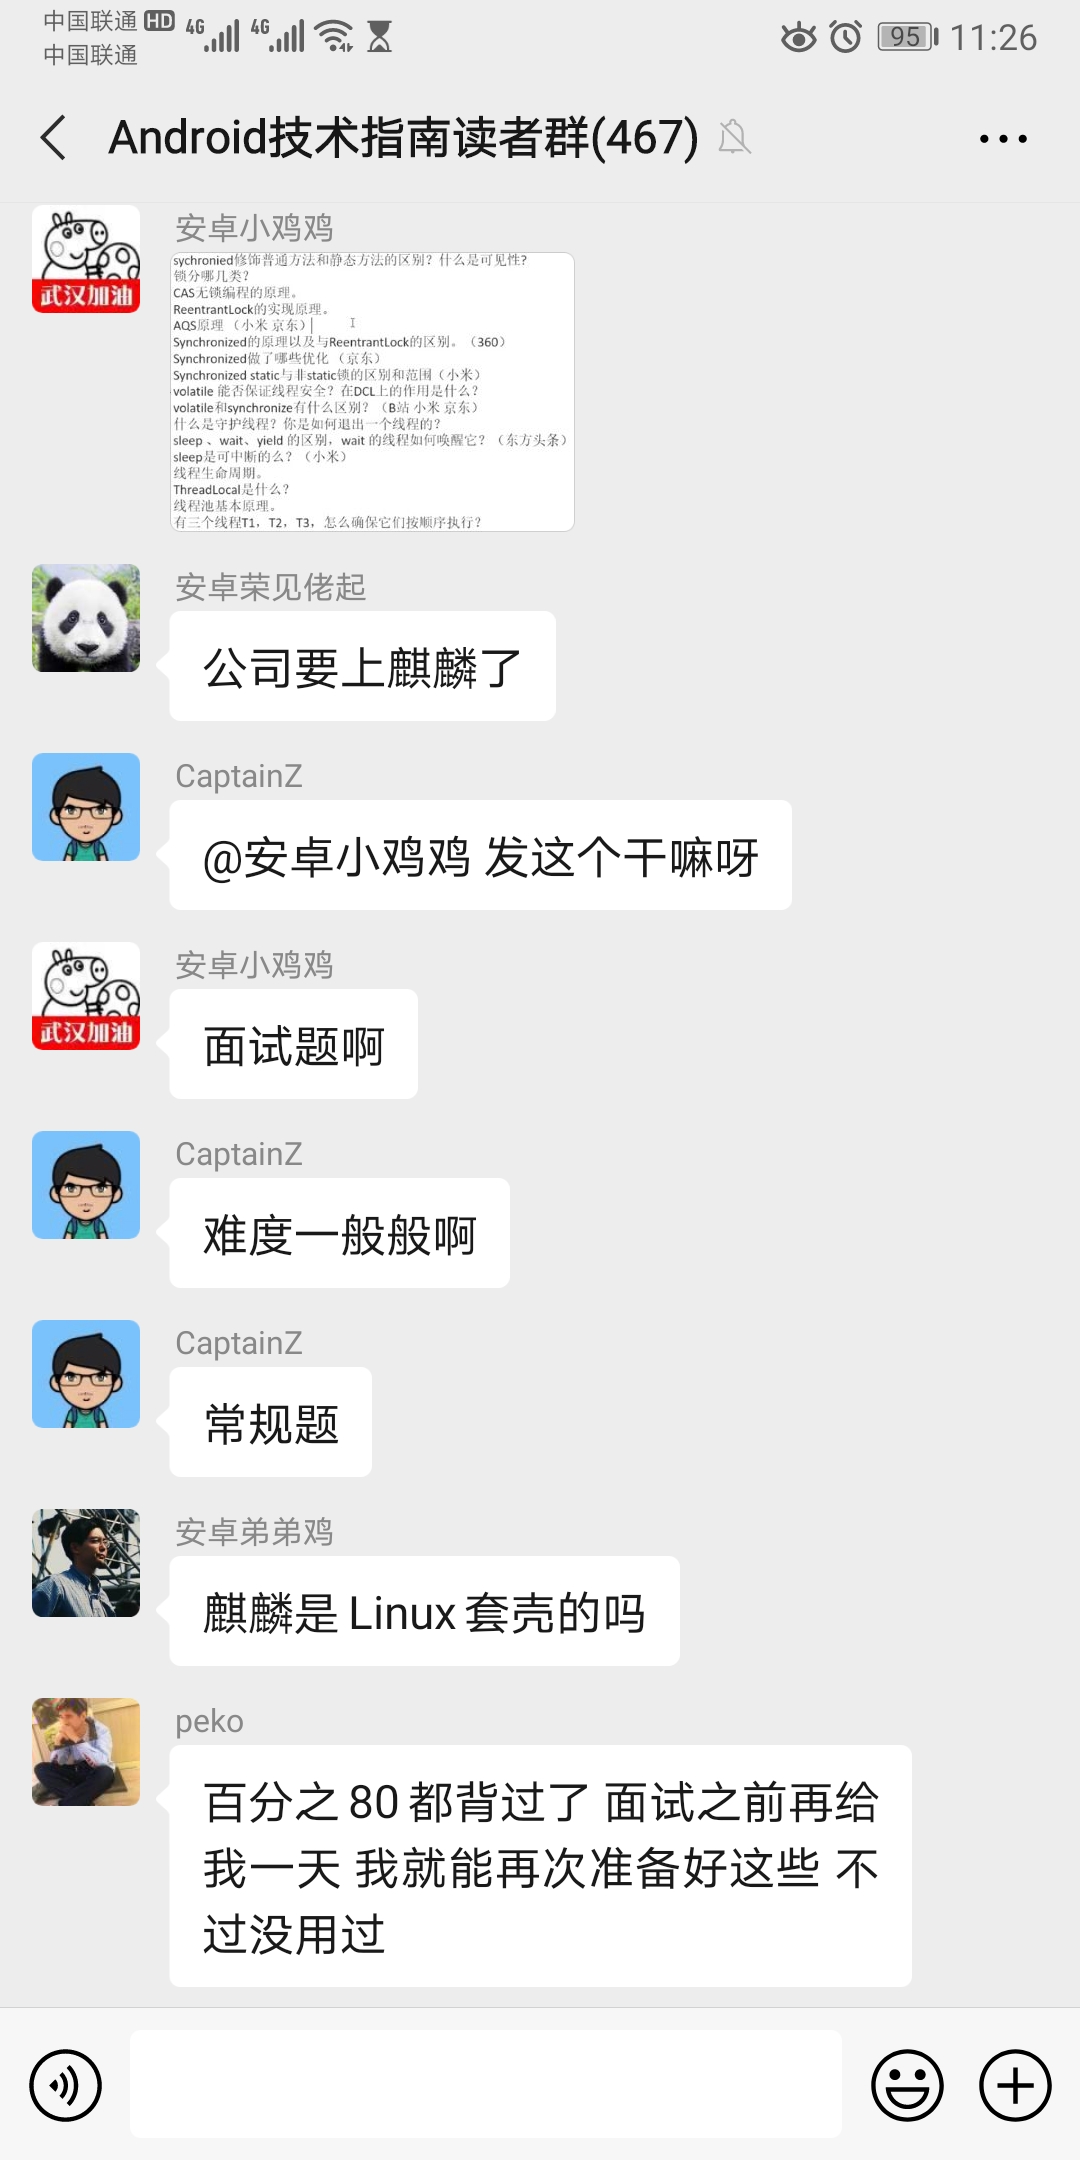 中国联通 HD 4G 4G 95 11:26
中国联通
Android技术指南读者群(467)
安卓小鸡鸡
武汉加油
sychronied修饰普通方法和静态方法的区别？什么是可见性?
锁分哪几类?
CAS无锁编程的原理。
ReentrantLock的实现原理。
AQS原理 （小米 京东）
Synchronized的原理以及与ReentrantLock的区别。（360）
Synchronized做了哪些优化 （京东）
Synchronized static与非static锁的区别和范围（小米）
volatile 能否保证线程安全？在DCL上的作用是什么？
volatile和synchronize有什么区别？（B站 小米 京东）
什么是守护线程？你是如何退出一个线程的？
sleep 、wait、yield 的区别，wait 的线程如何唤醒它？（东方头条）
sleep是可中断的么？（小米）
线程生命周期。
ThreadLocal是什么？
线程池基本原理。
有三个线程T1，T2，T3，怎么确保它们按顺序执行?
安卓荣见佬起
公司要上麒麟了
CaptainZ
@安卓小鸡鸡 发这个干嘛呀
安卓小鸡鸡
武汉加油
面试题啊
CaptainZ
难度一般般啊
CaptainZ
常规题
安卓弟弟鸡
麒麟是Linux套壳的吗
peko
百分之80都背过了 面试之前再给
我一天 我就能再次准备好这些 不
过没用过